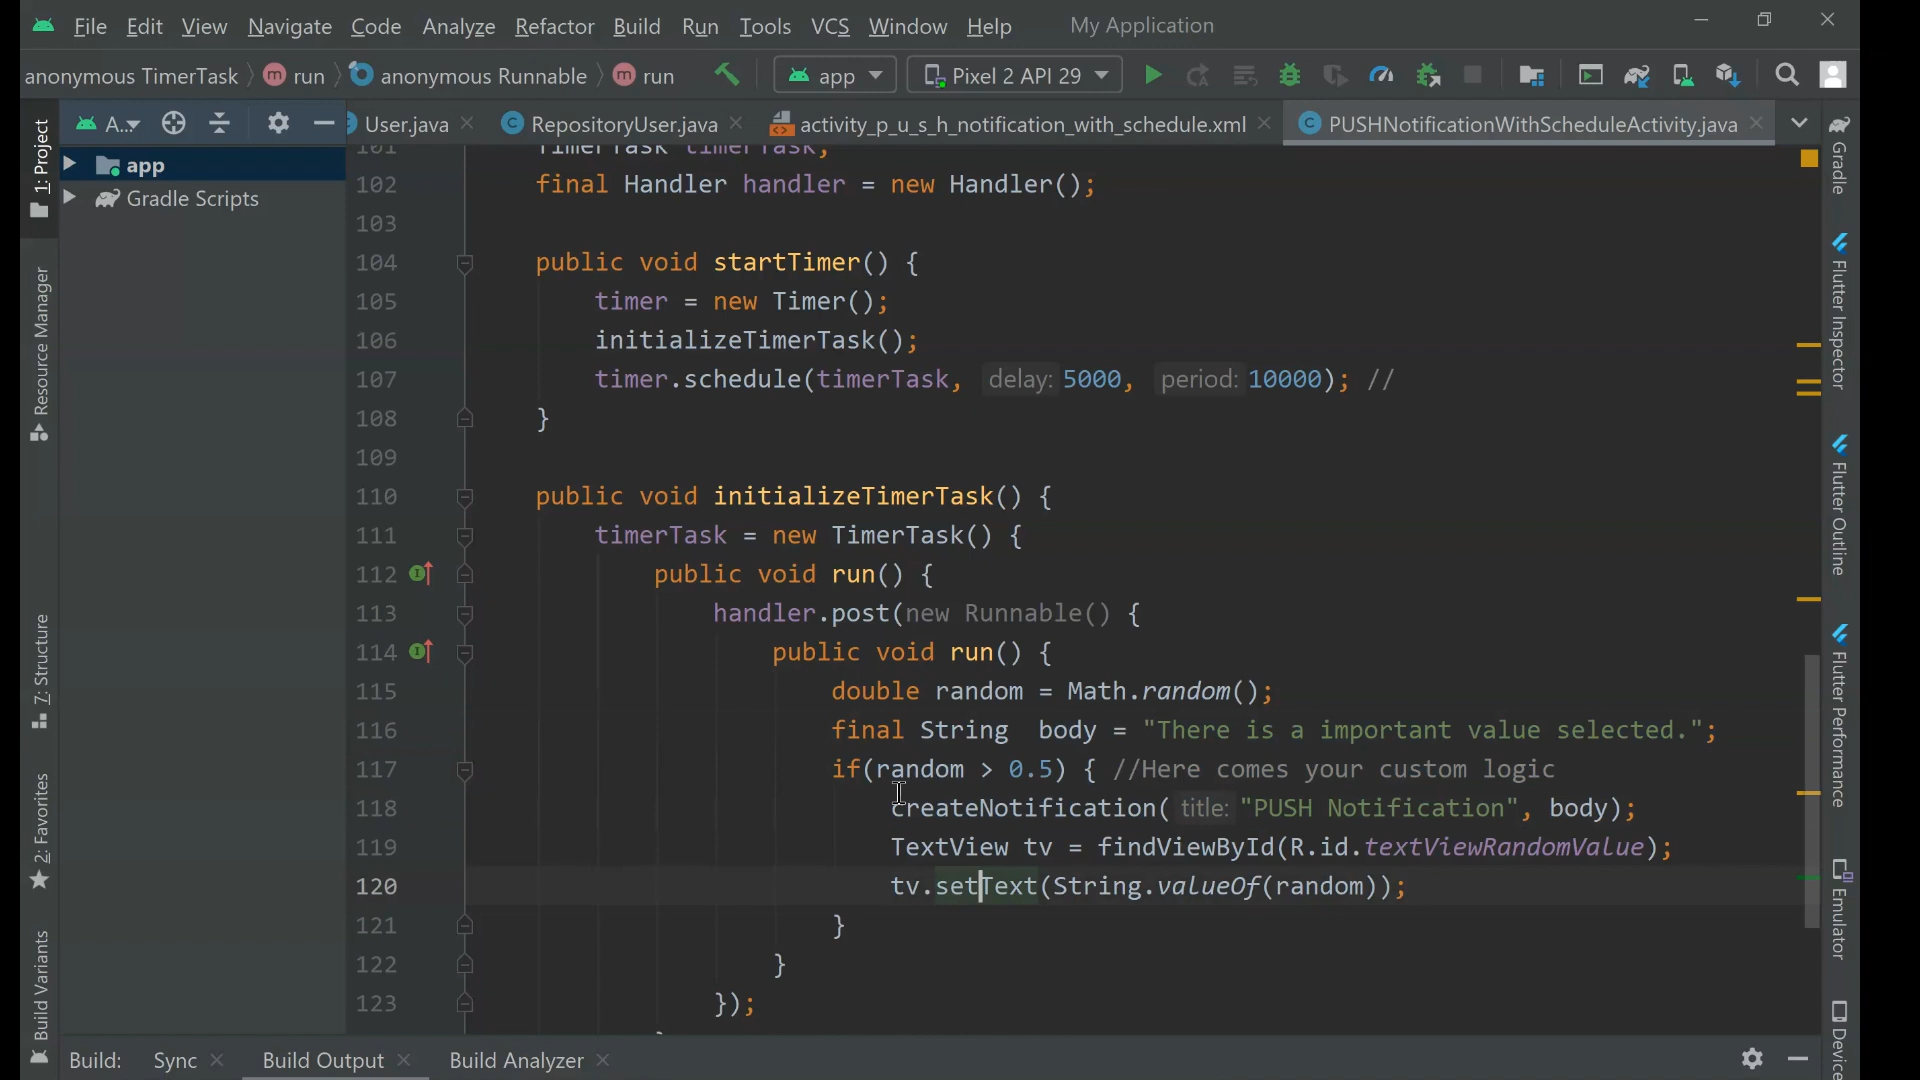 File Edit View Navigate Code Analyze Refactor Build Run Tools VCS Window Help My Application
anonymous TimerTask m run anonymous Runnable m run app Pixel 2 API 29
A... User.java RepositoryUser.java activity_p_u_s_h_notification_with_schedule.xml PUSHNotificationWithScheduleActivity.java
1: Project
Resource Manager
7: Structure
2: Favorites
Build Variants
app
Gradle Scripts
101 TimerTask timerTask;
102 final Handler handler = new Handler();
103
104 public void startTimer() {
105 timer = new Timer();
106 initializeTimerTask();
107 timer.schedule(timerTask, delay: 5000, period: 10000); //
108 }
109
110 public void initializeTimerTask() {
111 timerTask = new TimerTask() {
112 public void run() {
113 handler.post(new Runnable() {
114 public void run() {
115 double random = Math.random();
116 final String  body = "There is a important value selected.";
117 if(random > 0.5) { //Here comes your custom logic
118 createNotification( title: "PUSH Notification", body);
119 TextView tv = findViewById(R.id.textViewRandomValue);
120 tv.setText(String.valueOf(random));
121 }
122 }
123 });
Gradle
Flutter Inspector
Flutter Outline
Flutter Performance
Emulator
Build: Sync Build Output Build Analyzer